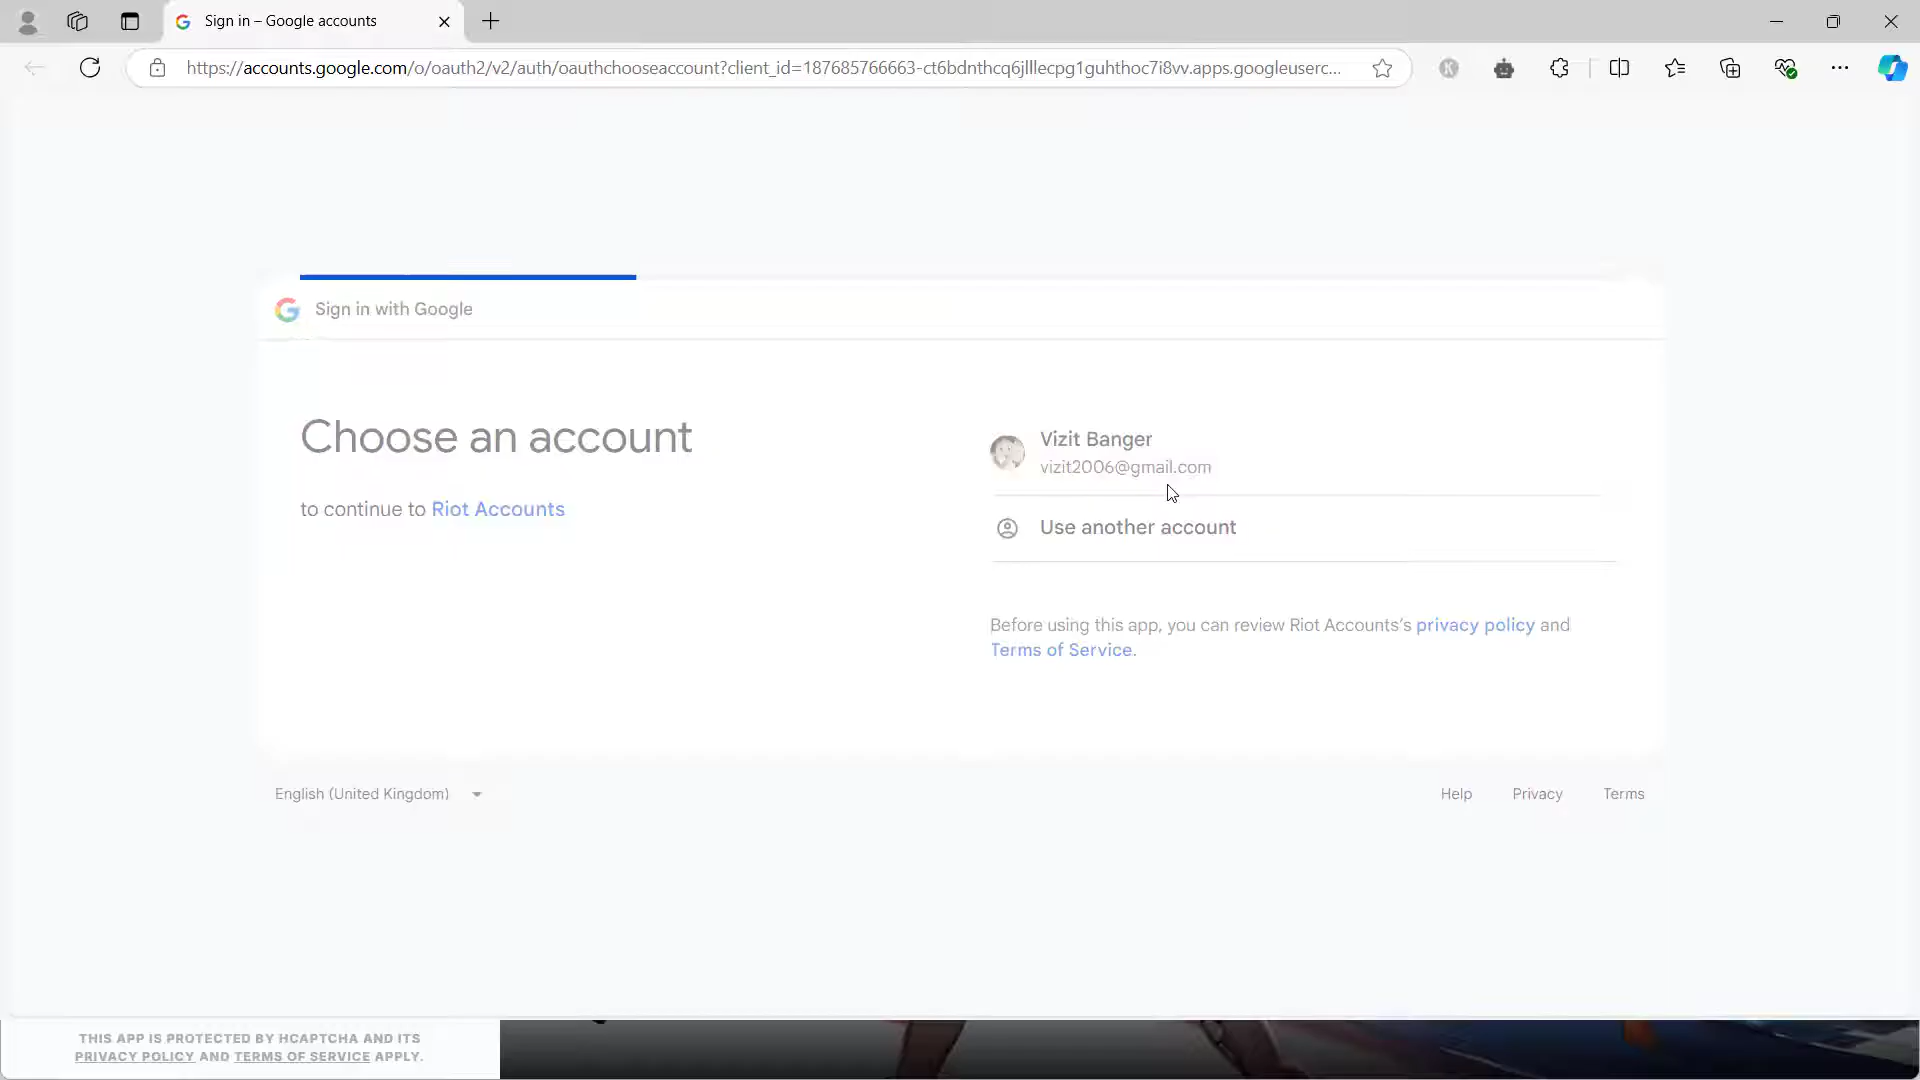 Sign in – Google accounts
https://accounts.google.com/o/oauth2/v2/auth/oauthchooseaccount?client_id=187685766663-ct6bdnthcq6jlllecpg1guhthoc7i8vv.apps.googleuserc...
Sign in with Google
Choose an account
to continue to Riot Accounts
Vizit Banger
vizit2006@gmail.com
Use another account
Before using this app, you can review Riot Accounts’s privacy policy and
Terms of Service.
English (United Kingdom)
Help Privacy Terms
THIS APP IS PROTECTED BY HCAPTCHA AND ITS
PRIVACY POLICY AND TERMS OF SERVICE APPLY.